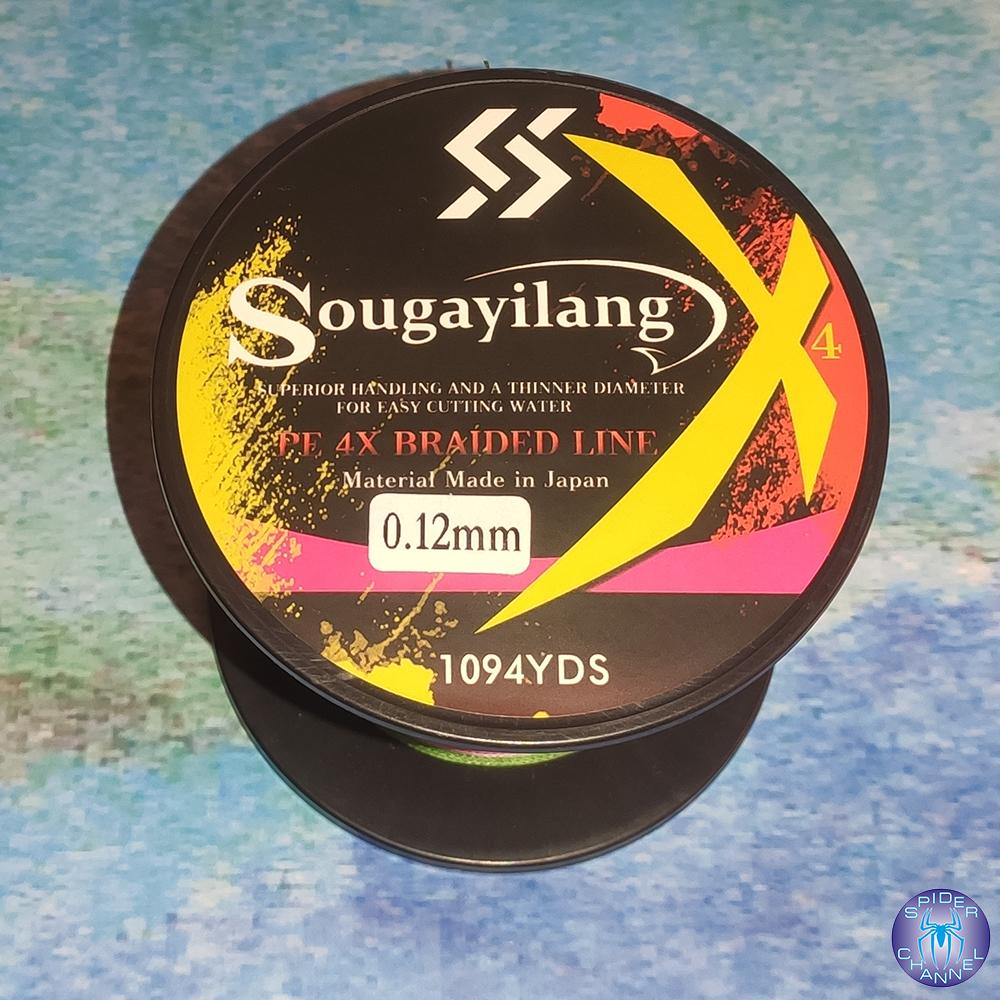 Sougayilang
X
4
SUPERIOR HANDLING AND A THINNER DIAMETER
FOR EASY CUTTING WATER
PE 4X BRAIDED LINE
Material Made in Japan
0.12mm
1094YDS
SPIDER
CHANNEL